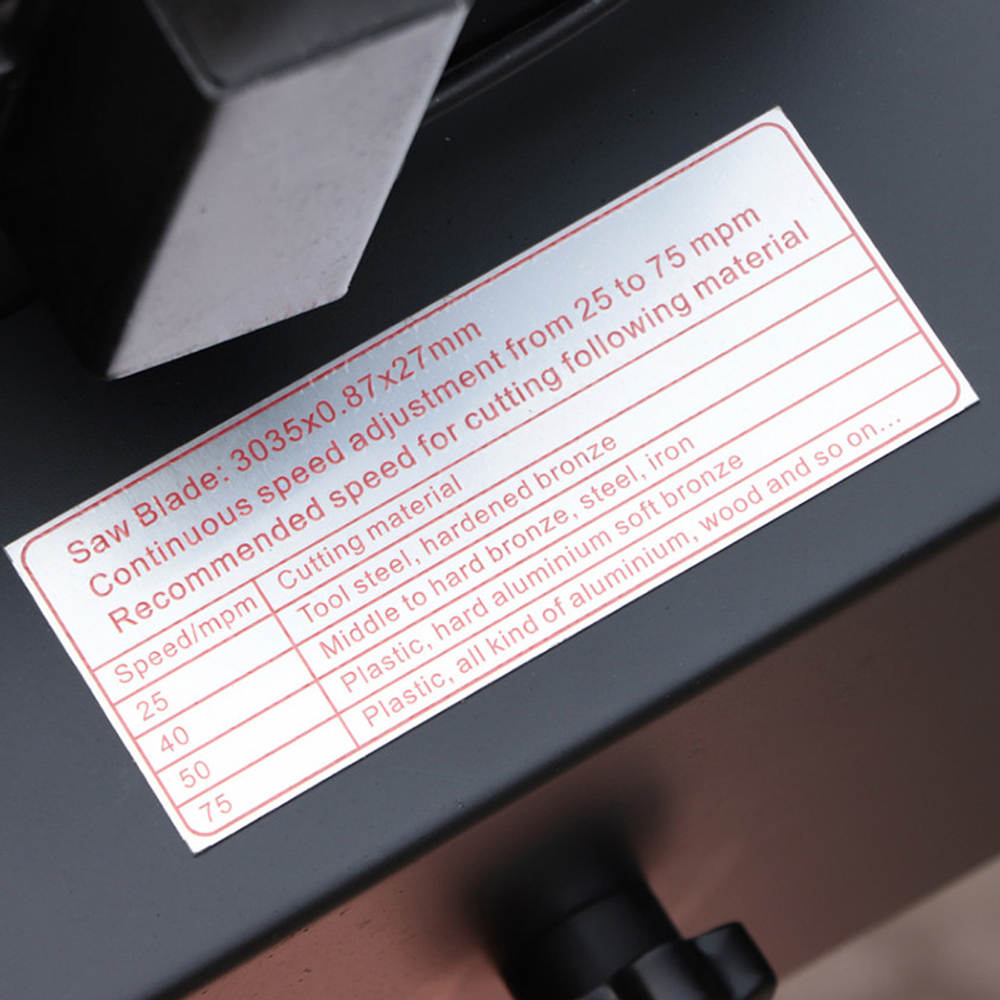 Saw Blade: 3035x0.87x27mm
Continuous speed adjustment from 25 to 75 mpm
Recommended speed for cutting following material
Speed/mpm Cutting material
25 Tool steel, hardened bronze
40 Middle to hard bronze, steel, iron
50 Plastic, hard aluminium soft bronze
75 Plastic, all kind of aluminium, wood and so on...